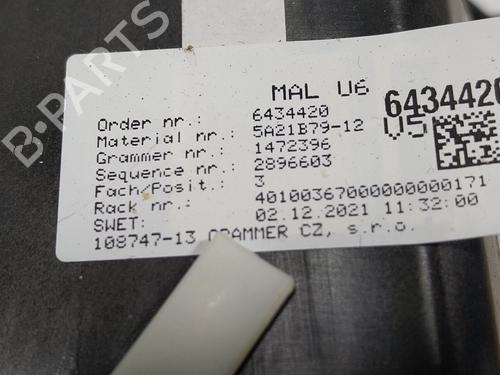 MAL U6
Order nr.: 6434420
Material nr.: 5A21B79-12
Grammer nr.: 1472396
Sequence nr.: 2896603
Fach/Posit.: 3
Rack nr.: 40100367000000000171
SWET: 02.12.2021 11:32:00
108747-13 GRAMMER CZ, s.r.o.
6434420
U5
B-PARTS